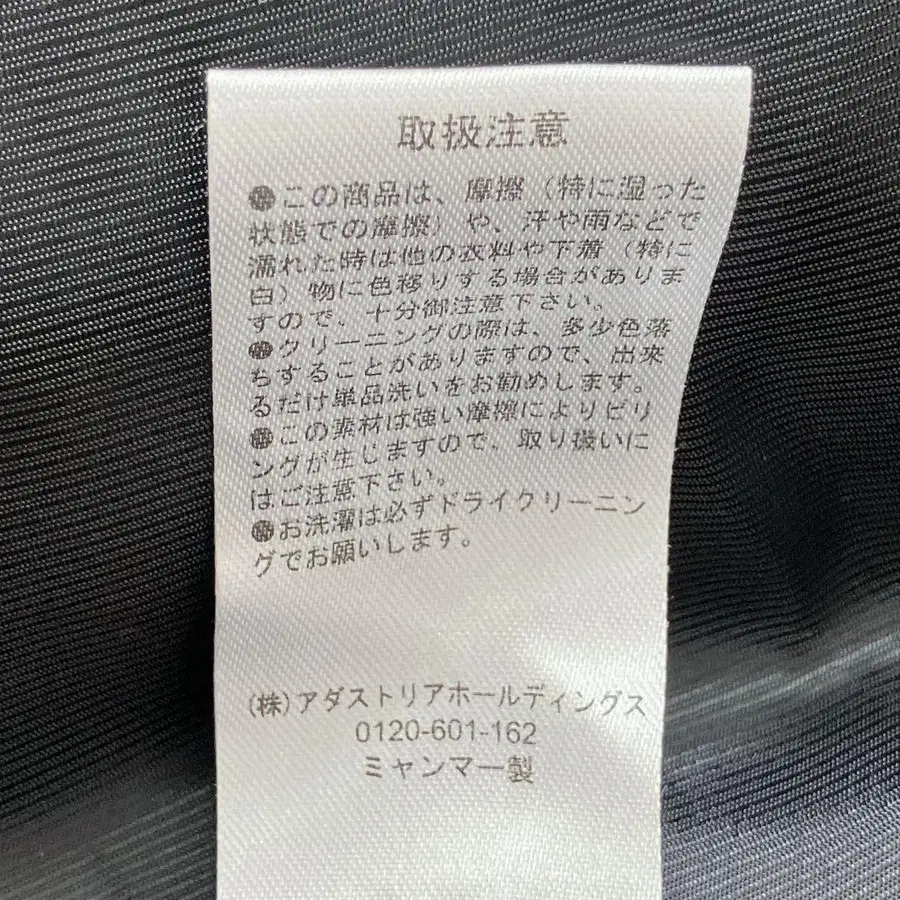 取扱注意
●この商品は、摩擦（特に湿った
状態での摩擦）や、汗や雨などで
濡れた時は他の衣料や下着（特に
白）物に色移りする場合がありま
すので、十分御注意下さい。
●クリーニングの際は、多少色落
ちすることがありますので、出来
るだけ単品洗いをお勧めします。
●この素材は強い摩擦によりピリ
ングが生じますので、取り扱いに
はご注意下さい。
●お洗濯は必ずドライクリーニン
グでお願いします。
(株)アダストリアホールディングス
0120-601-162
ミャンマー製